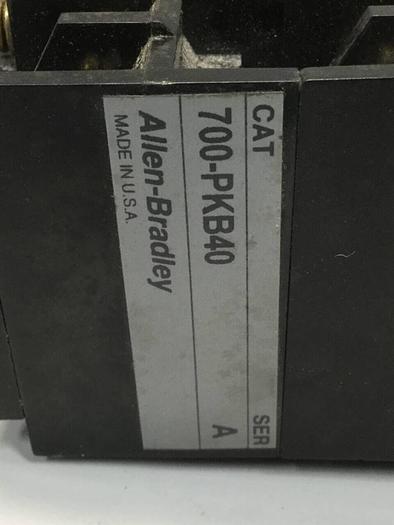 CAT SER
700-PKB40 A
Allen-Bradley
MADE IN U.S.A.